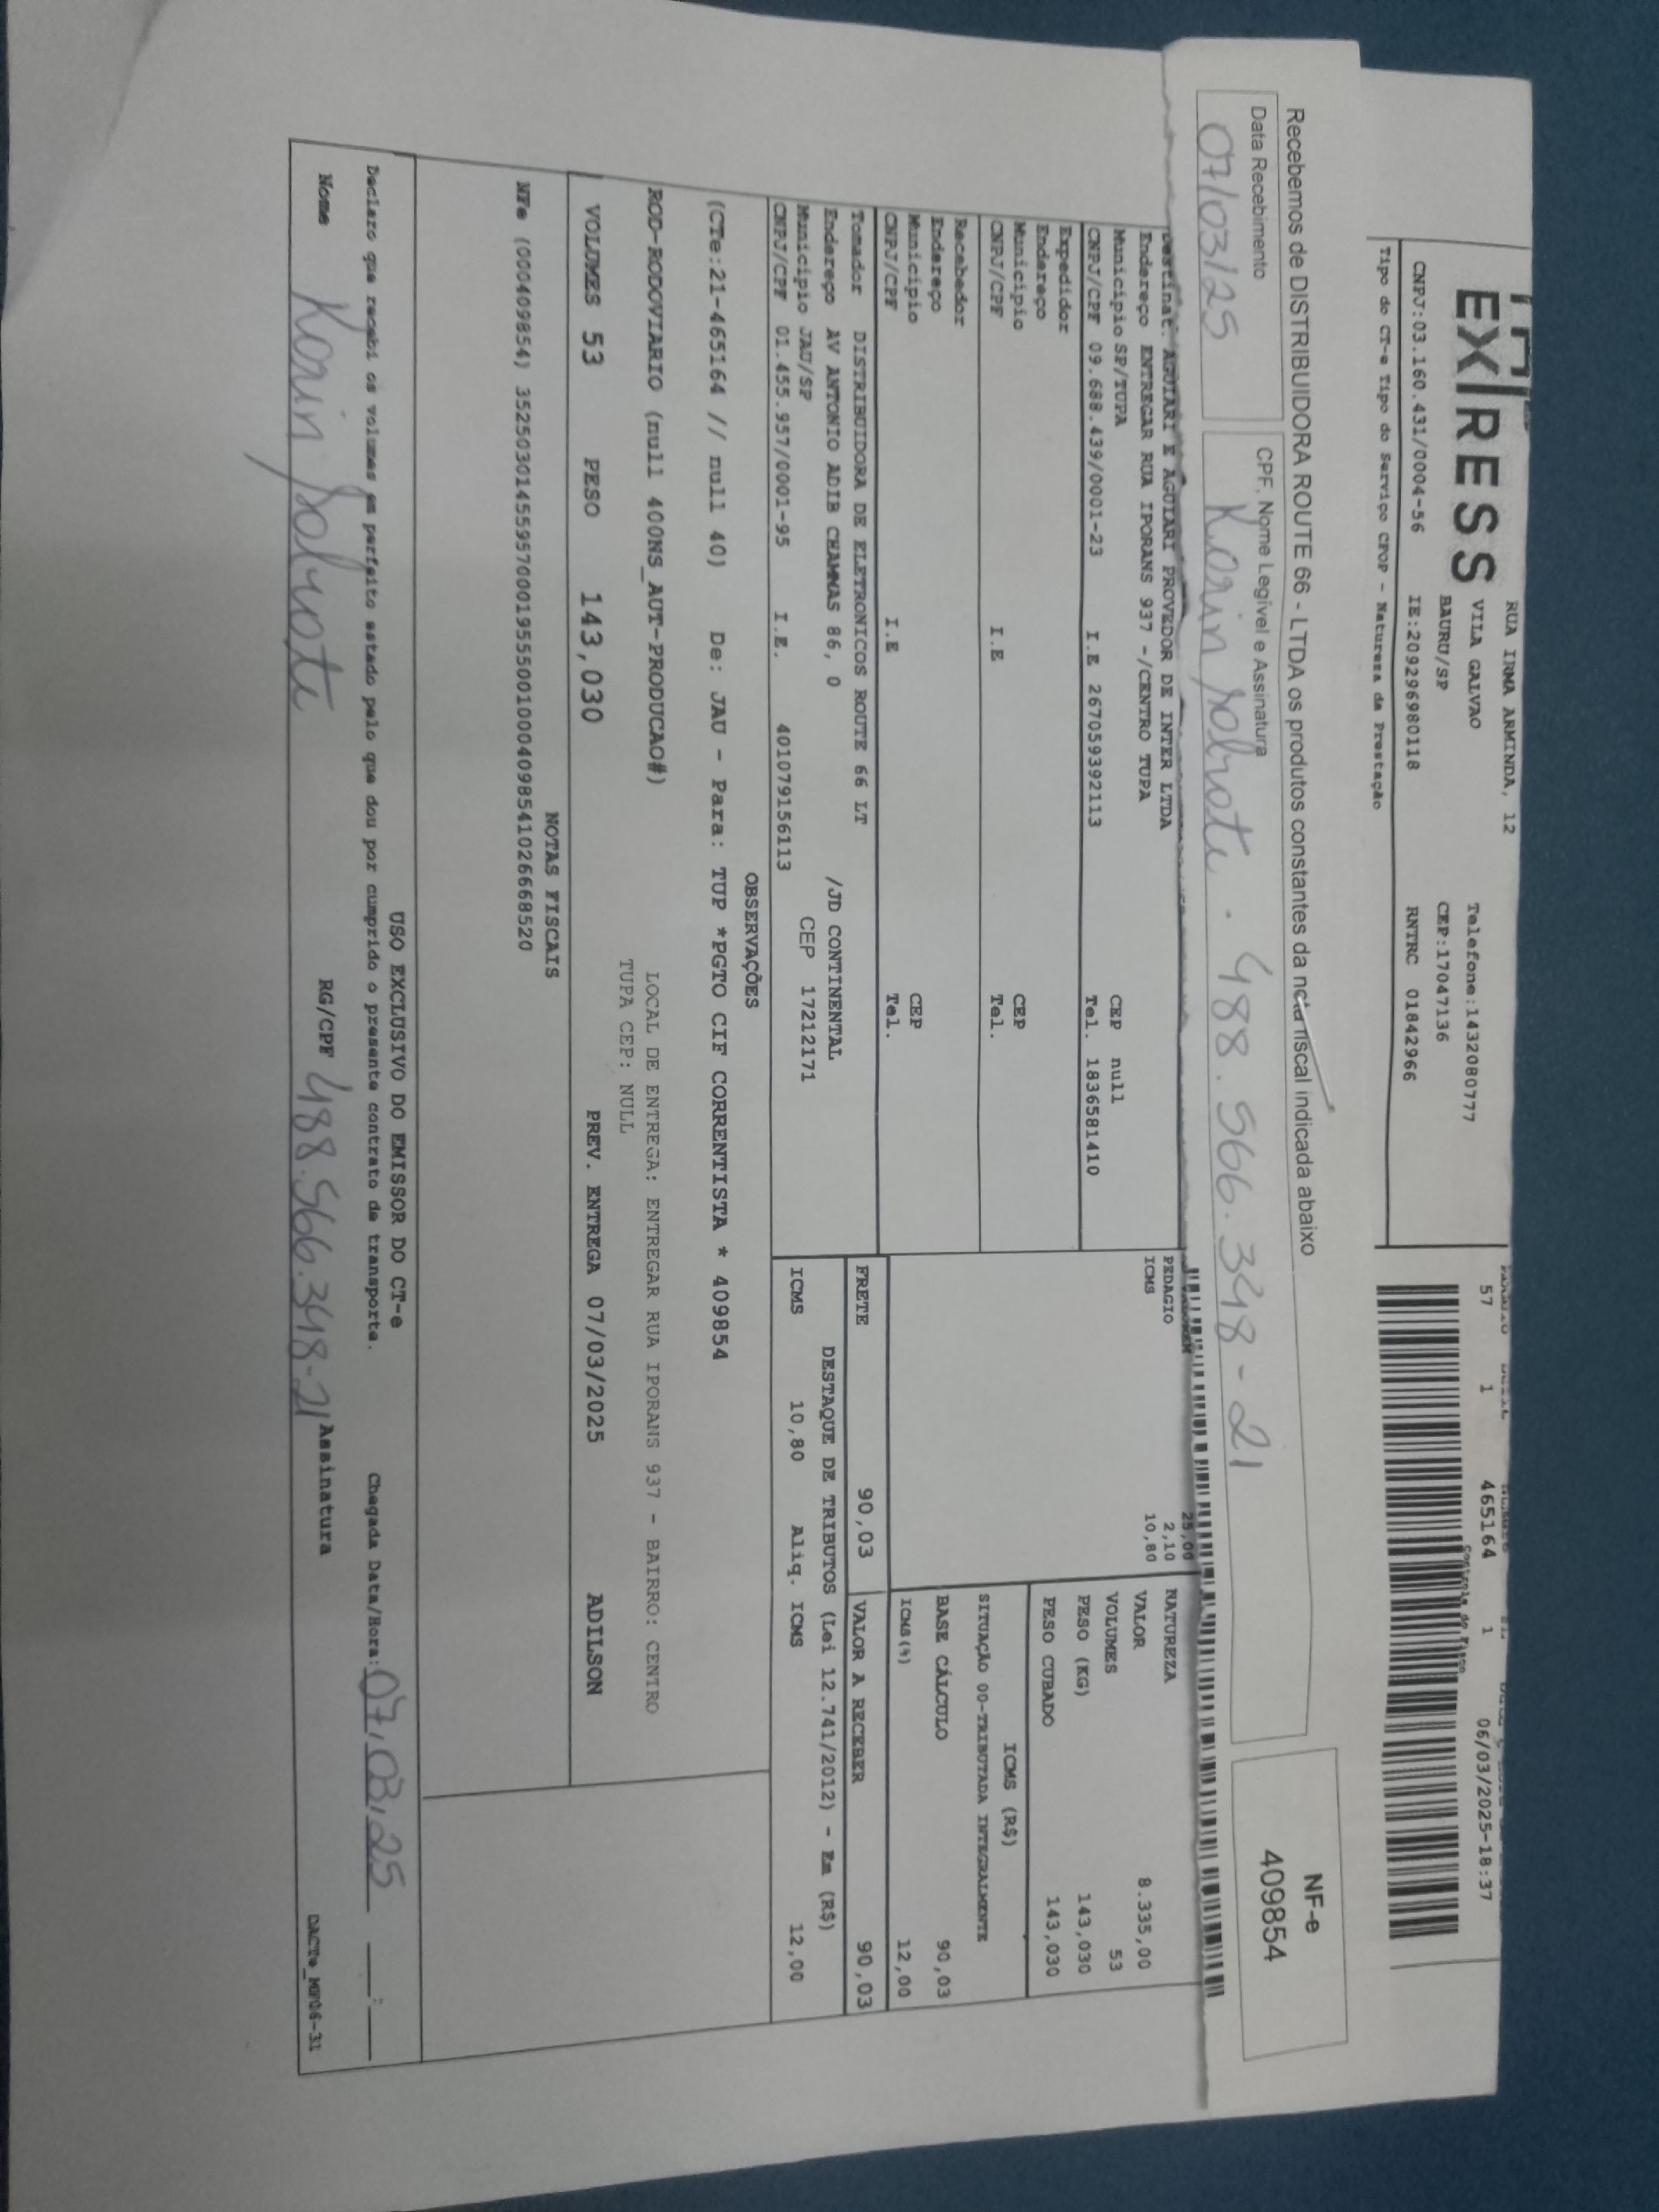 EXPRESS
RUA IRMA ARMINDA, 12
VILA GALVAO
BAURU/SP
Telefone:1432080777
CEP:17047136
CNPJ:03.160.431/0004-56 IE:209296980118 RNTRC 01842966
Tipo do CT-e Tipo do Serviço CFOP - Natureza da Prestação
57 1 465164 1 06/03/2025-18:37
Controle do Fisco
Recebemos de DISTRIBUIDORA ROUTE 66 - LTDA os produtos constantes da nota fiscal indicada abaixo
Data Recebimento
07/03/25
CPF, Nome Legível e Assinatura
488.566.348-21
NF-e
409854
Destinat. AGUIARI E AGUIARI PROVEDOR DE INTER LTDA
Endereço ENTREGAR RUA IPORANS 937 -/CENTRO TUPA
Municipio SP/TUPA CEP null
CNPJ/CPF 09.688.439/0001-23 I.E 267059392113 Tel. 1836581410
Expedidor
Endereço
Municipio CEP
CNPJ/CPF I.E Tel.
Recebedor
Endereço
Municipio CEP
CNPJ/CPF I.E Tel.
Tomador DISTRIBUIDORA DE ELETRONICOS ROUTE 66 LT
Endereço AV ANTONIO ADIB CHAMMAS 86, 0 /JD CONTINENTAL
Municipio JAU/SP CEP 17212171
CNPJ/CPF 01.455.957/0001-95 I.E. 401079156113
25,00
PEDAGIO 2,10
ICMS 10,80
NATUREZA
VALOR 8.335,00
VOLUMES 53
PESO (KG) 143,030
PESO CUBADO 143,030
ICMS (R$)
SITUAÇÃO 00-TRIBUTADA INTEGRALMENTE
BASE CÁLCULO 90,03
ICMS(%) 12,00
FRETE 90,03 VALOR A RECEBER 90,03
DESTAQUE DE TRIBUTOS (Lei 12.741/2012) - Em (R$)
ICMS 10,80 Aliq. ICMS 12,00
OBSERVAÇÕES
(CTe:21-465164 // null 40) De: JAU - Para: TUP *PGTO CIF CORRENTISTA * 409854
ROD-RODOVIARIO (null 400NS_AUT-PRODUCAO#)
LOCAL DE ENTREGA: ENTREGAR RUA IPORANS 937 - BAIRRO: CENTRO
TUPA CEP: NULL
VOLUMES 53 PESO 143,030 PREV. ENTREGA 07/03/2025 ADILSON
NOTAS FISCAIS
NFe (000409854) 35250301455957000195550010004098541026668520
USO EXCLUSIVO DO EMISSOR DO CT-e
Declaro que recebi os volumes em perfeito estado pelo que dou por cumprido o presente contrato de transporte. Chegada Data/Hora: 07/03/25 __:__
Nome RG/CPF 488.566.348-21 Assinatura
DACTe_MP06-31